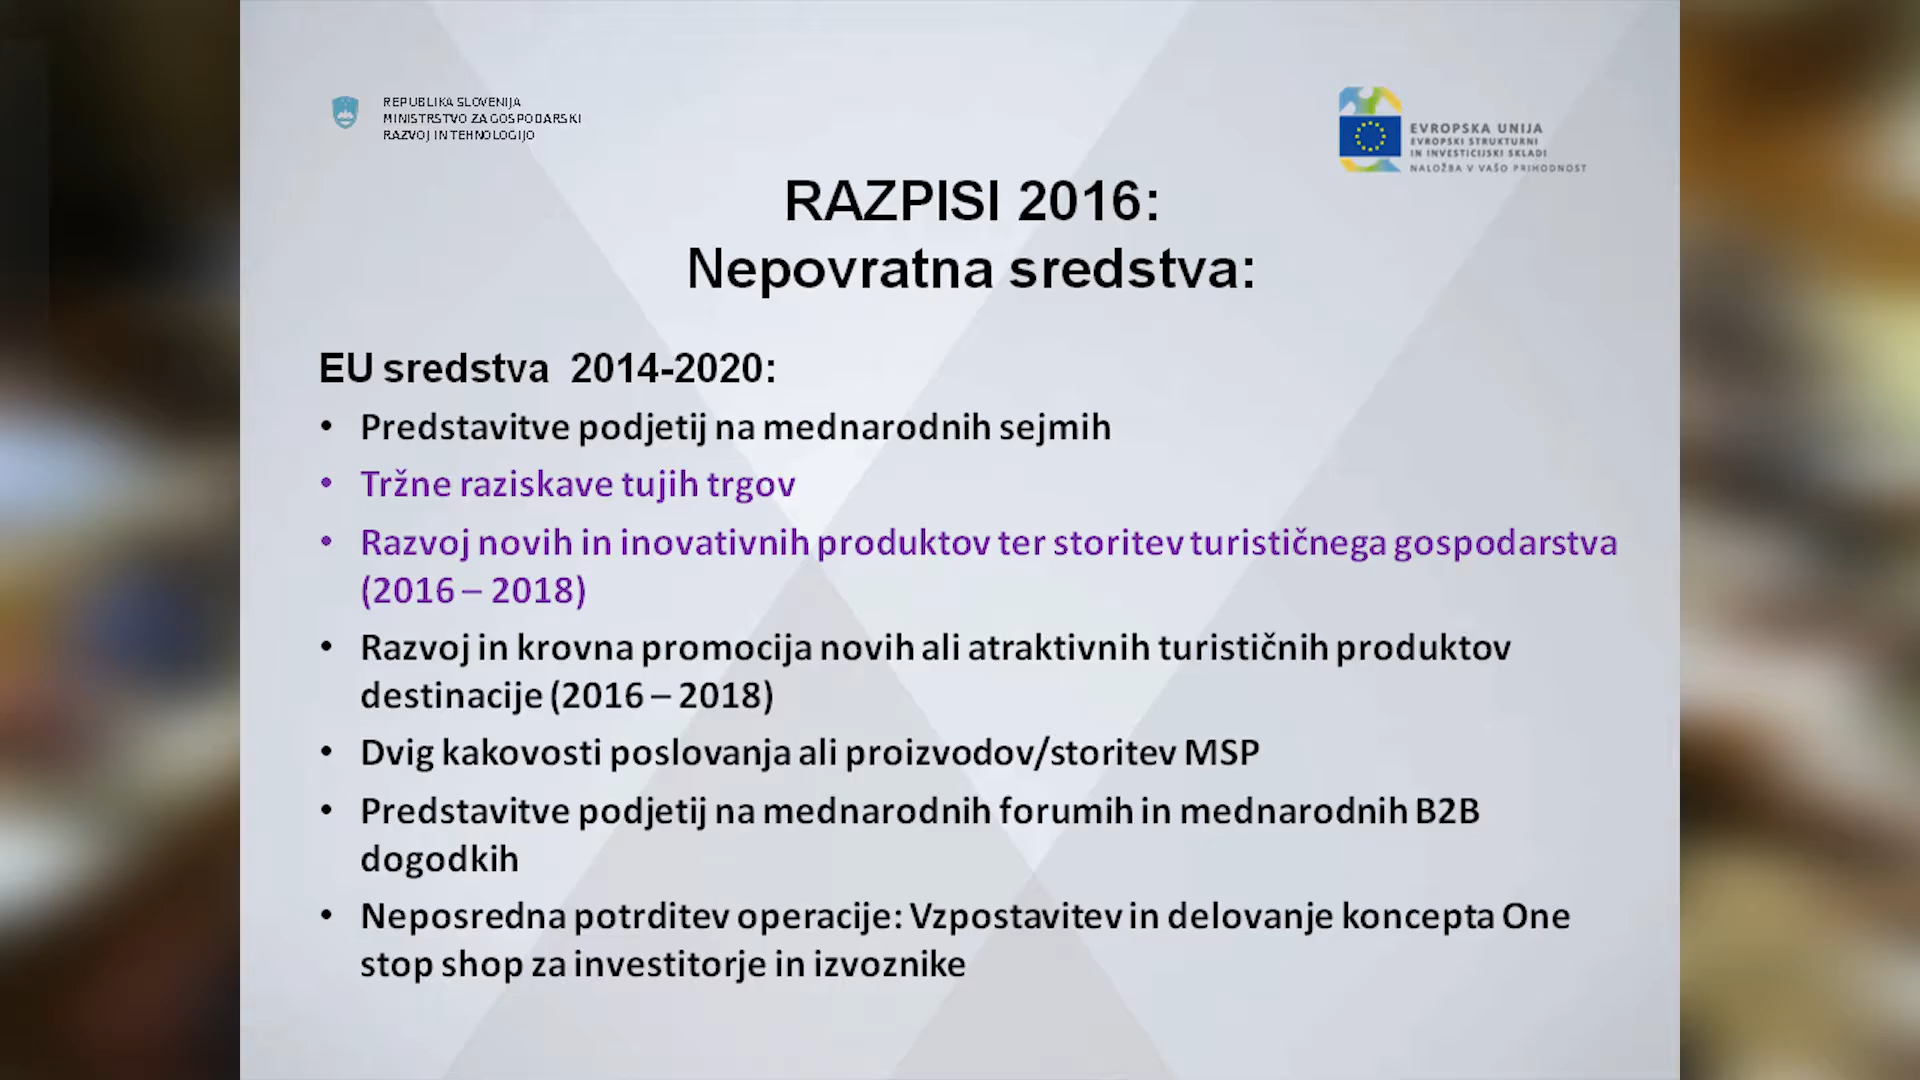 REPUBLIKA SLOVENIJA
MINISTRSTVO ZA GOSPODARSKI
RAZVOJ IN TEHNOLOGIJO
EVROPSKA UNIJA
EVROPSKI STRUKTURNI
IN INVESTICIJSKI SKLADI
NALOŽBA V VAŠO PRIHODNOST
RAZPISI 2016:
Nepovratna sredstva:
EU sredstva 2014-2020:
• Predstavitve podjetij na mednarodnih sejmih
• Tržne raziskave tujih trgov
• Razvoj novih in inovativnih produktov ter storitev turističnega gospodarstva
(2016 – 2018)
• Razvoj in krovna promocija novih ali atraktivnih turističnih produktov
destinacije (2016 – 2018)
• Dvig kakovosti poslovanja ali proizvodov/storitev MSP
• Predstavitve podjetij na mednarodnih forumih in mednarodnih B2B
dogodkih
• Neposredna potrditev operacije: Vzpostavitev in delovanje koncepta One
stop shop za investitorje in izvoznike